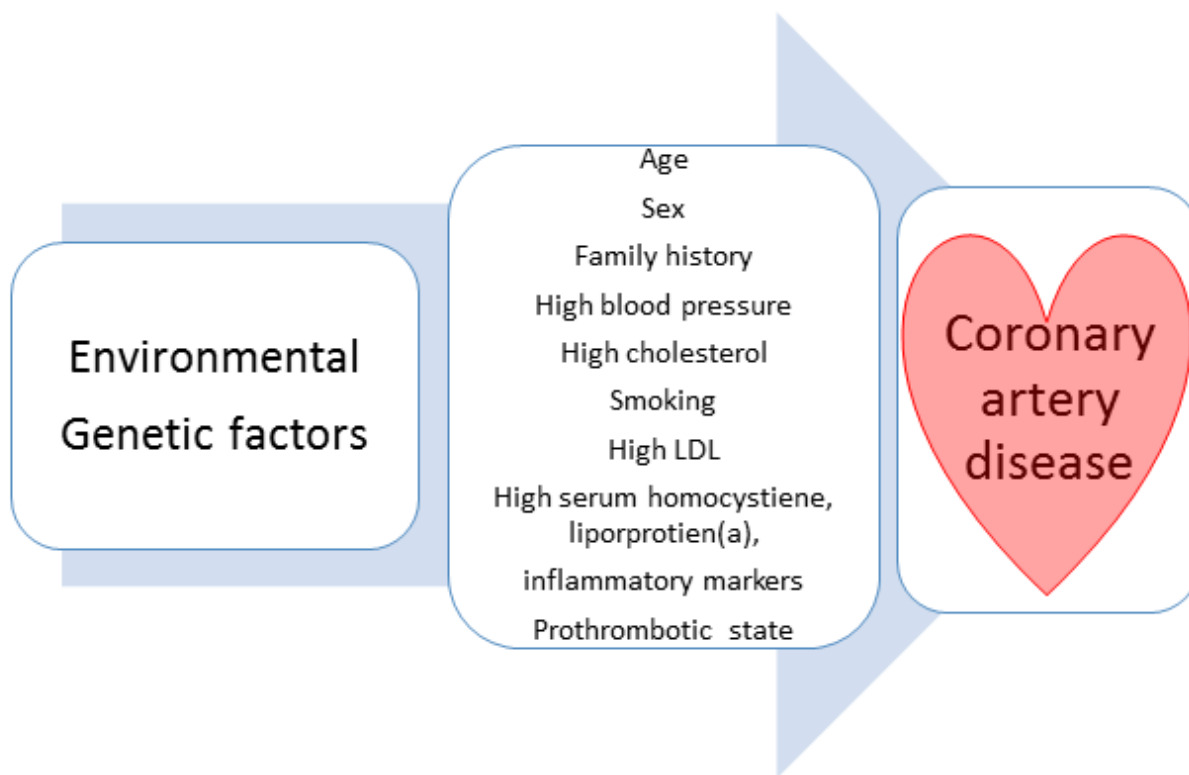 Environmental
Genetic factors
Age
Sex
Family history
High blood pressure
High cholesterol
Smoking
High LDL
High serum homocystiene,
liporprotien(a),
inflammatory markers
Prothrombotic state
Coronary
artery
disease